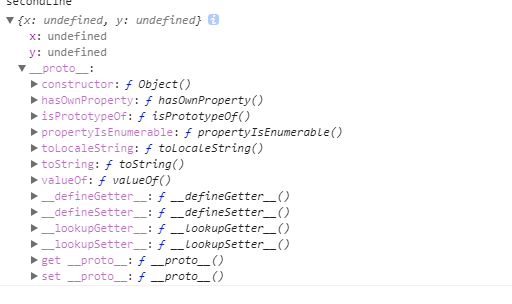 secondLine
{x: undefined, y: undefined} i
x: undefined
y: undefined
__proto__:
constructor: ƒ Object()
hasOwnProperty: ƒ hasOwnProperty()
isPrototypeOf: ƒ isPrototypeOf()
propertyIsEnumerable: ƒ propertyIsEnumerable()
toLocaleString: ƒ toLocaleString()
toString: ƒ toString()
valueOf: ƒ valueOf()
__defineGetter__: ƒ __defineGetter__()
__defineSetter__: ƒ __defineSetter__()
__lookupGetter__: ƒ __lookupGetter__()
__lookupSetter__: ƒ __lookupSetter__()
get __proto__: ƒ __proto__()
set __proto__: ƒ __proto__()